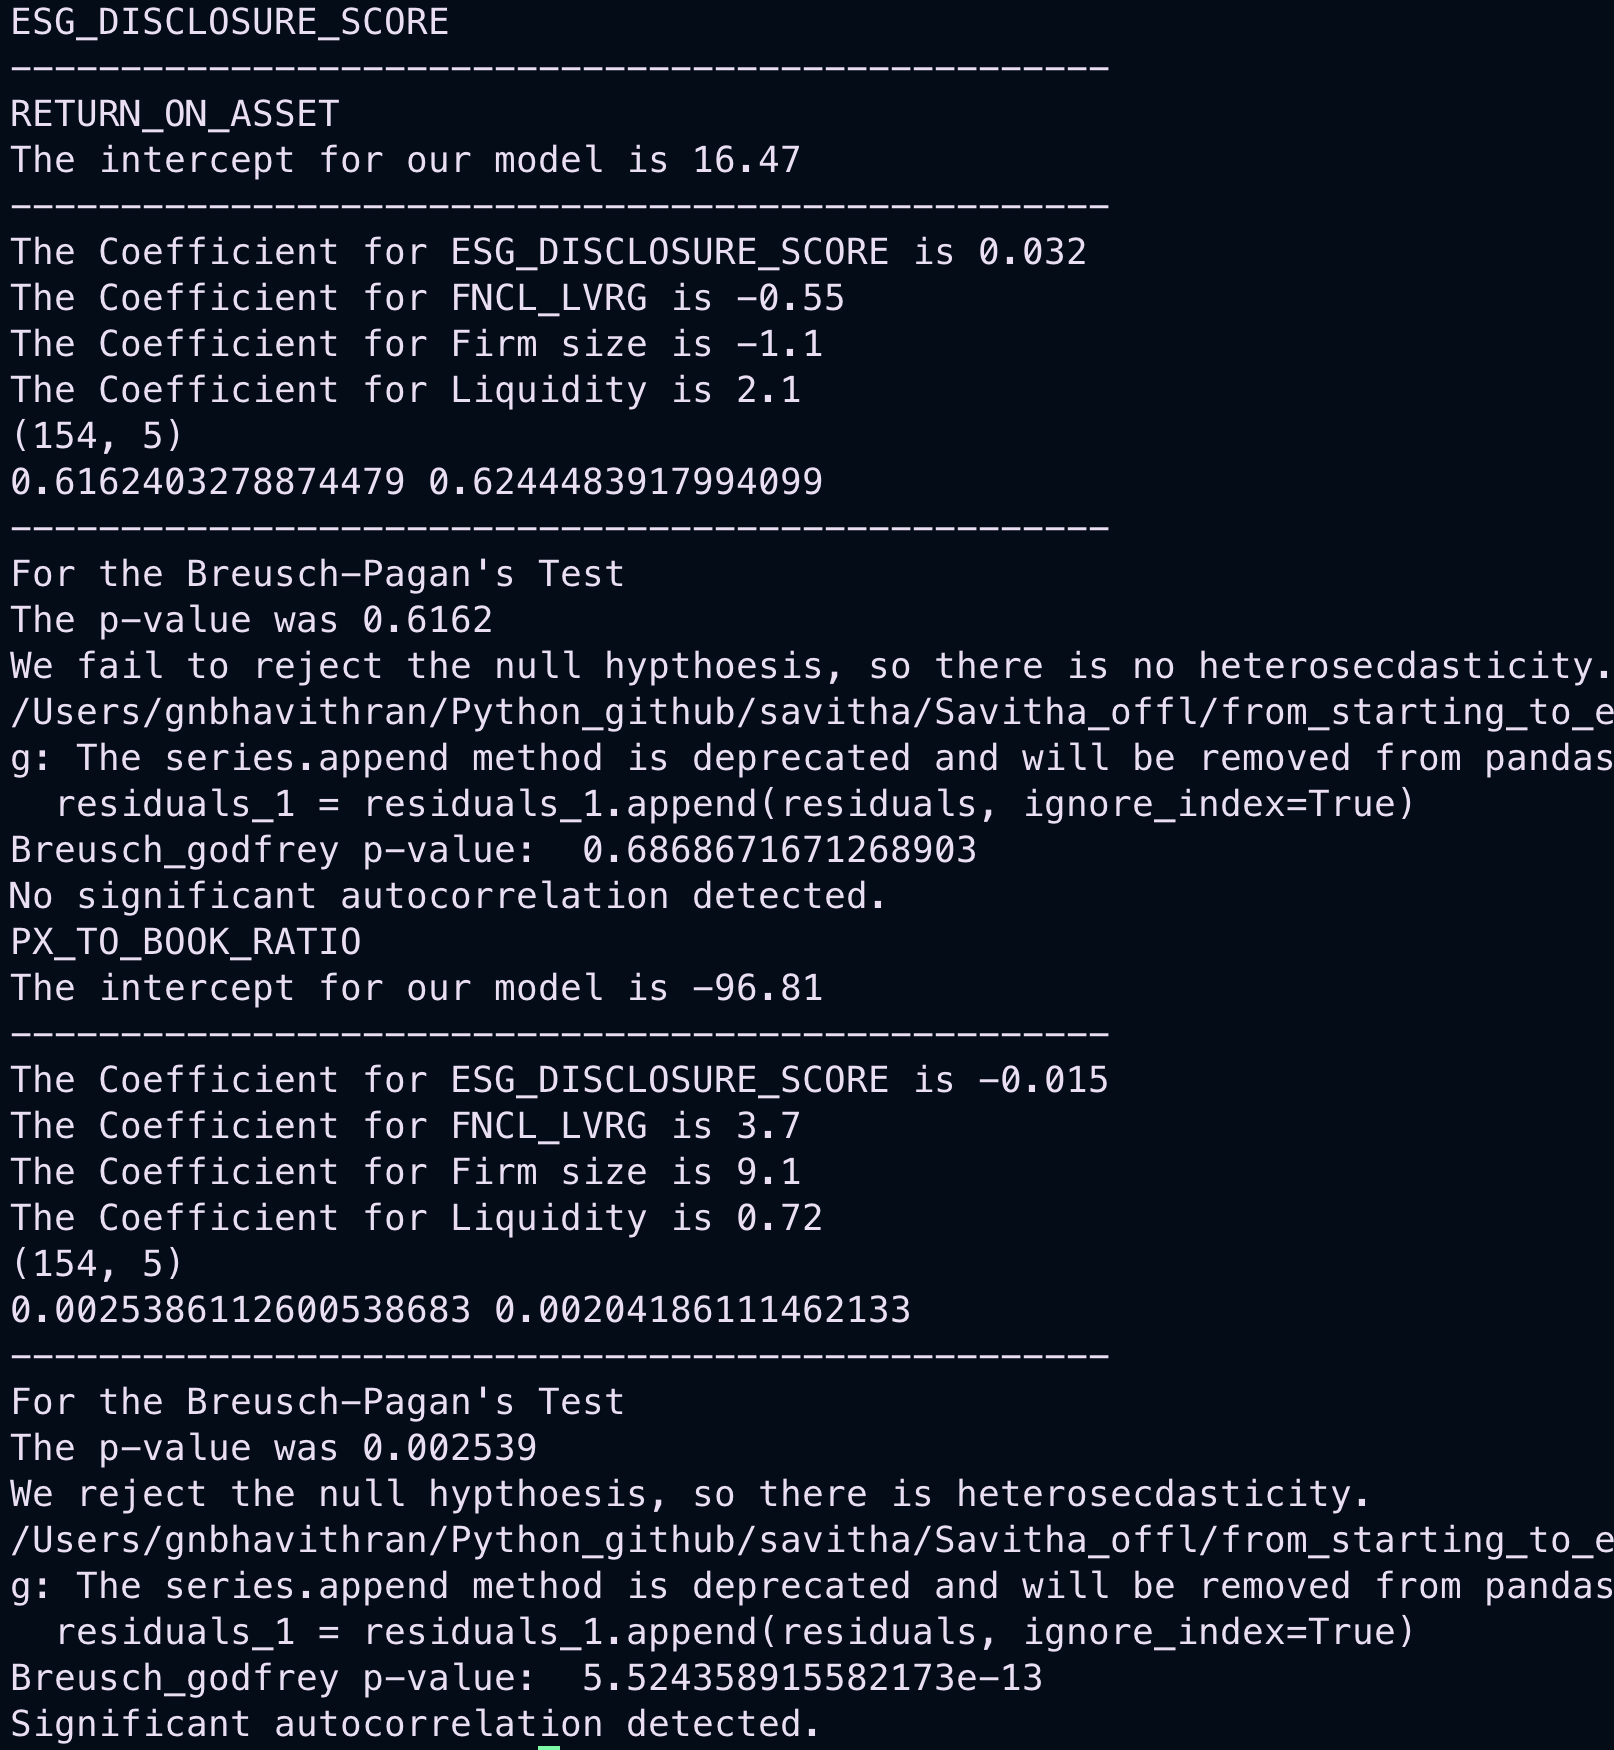 ESG_DISCLOSURE_SCORE
--------------------------------------------------
RETURN_ON_ASSET
The intercept for our model is 16.47
--------------------------------------------------
The Coefficient for ESG_DISCLOSURE_SCORE is 0.032
The Coefficient for FNCL_LVRG is -0.55
The Coefficient for Firm size is -1.1
The Coefficient for Liquidity is 2.1
(154, 5)
0.6162403278874479 0.6244483917994099
--------------------------------------------------
For the Breusch-Pagan's Test
The p-value was 0.6162
We fail to reject the null hypthoesis, so there is no heterosecdasticity.
/Users/gnbhavithran/Python_github/savitha/Savitha_offl/from_starting_to_e
g: The series.append method is deprecated and will be removed from pandas
  residuals_1 = residuals_1.append(residuals, ignore_index=True)
Breusch_godfrey p-value:  0.6868671671268903
No significant autocorrelation detected.
PX_TO_BOOK_RATIO
The intercept for our model is -96.81
--------------------------------------------------
The Coefficient for ESG_DISCLOSURE_SCORE is -0.015
The Coefficient for FNCL_LVRG is 3.7
The Coefficient for Firm size is 9.1
The Coefficient for Liquidity is 0.72
(154, 5)
0.0025386112600538683 0.00204186111462133
--------------------------------------------------
For the Breusch-Pagan's Test
The p-value was 0.002539
We reject the null hypthoesis, so there is heterosecdasticity.
/Users/gnbhavithran/Python_github/savitha/Savitha_offl/from_starting_to_e
g: The series.append method is deprecated and will be removed from pandas
  residuals_1 = residuals_1.append(residuals, ignore_index=True)
Breusch_godfrey p-value:  5.524358915582173e-13
Significant autocorrelation detected.